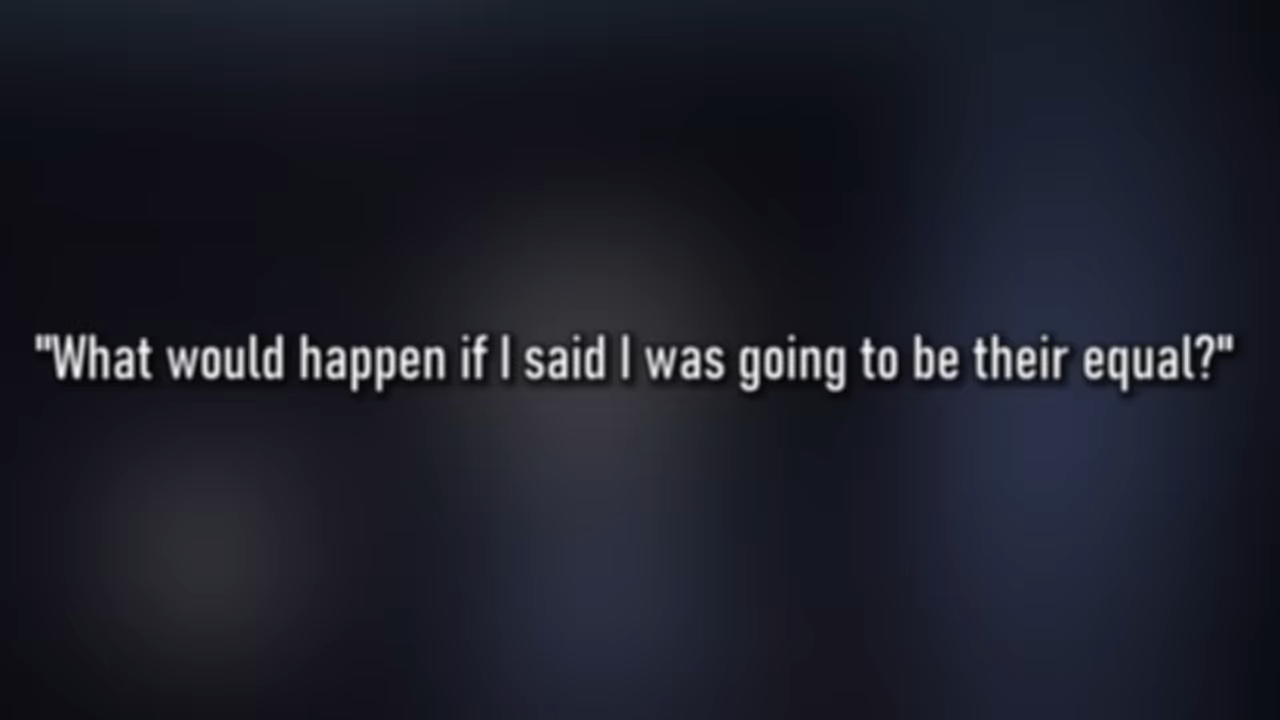 "What would happen if I said I was going to be their equal?"